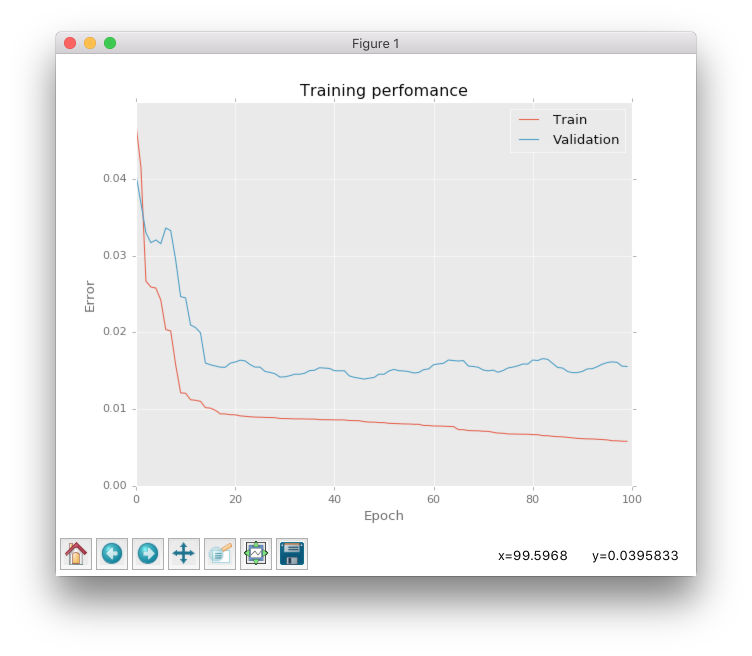 Figure 1
Training perfomance
Train
Validation
0.04
0.03
0.02
0.01
0.00
Error
0 20 40 60 80 100
Epoch
x=99.5968 y=0.0395833